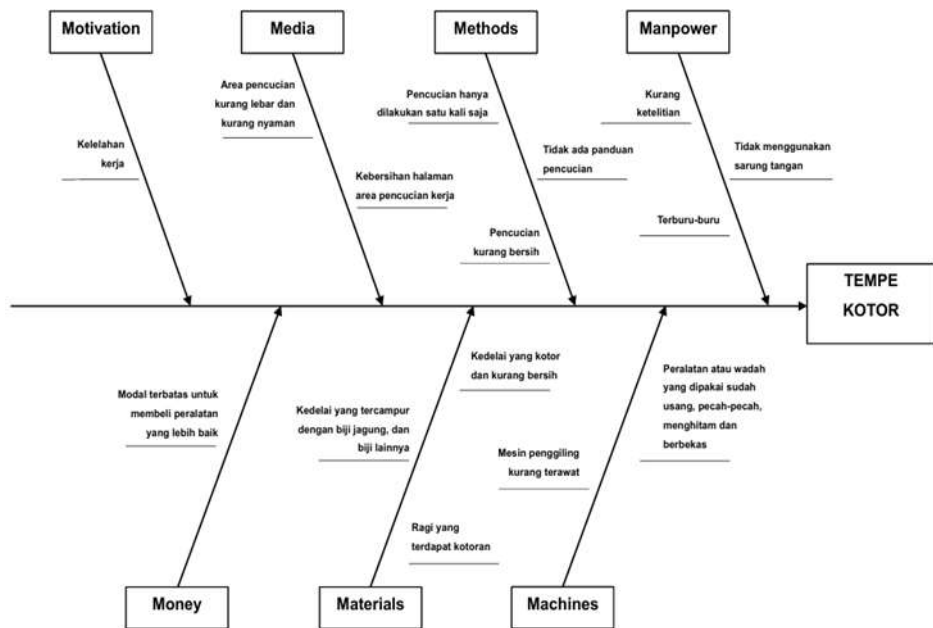 Motivation
Media
Methods
Manpower
Kelelahan
kerja
Area pencucian
kurang lebar dan
kurang nyaman
Kebersihan halaman
area pencucian kerja
Pencucian hanya
dilakukan satu kali saja
Tidak ada panduan
pencucian
Pencucian
kurang bersih
Kurang
ketelitian
Tidak menggunakan
sarung tangan
Terburu-buru
TEMPE
KOTOR
Modal terbatas untuk
membeli peralatan
yang lebih baik
Kedelai yang kotor
dan kurang bersih
Kedelai yang tercampur
dengan biji jagung, dan
biji lainnya
Ragi yang
terdapat kotoran
Peralatan atau wadah
yang dipakai sudah
usang, pecah-pecah,
menghitam dan
berbekas
Mesin penggiling
kurang terawat
Money
Materials
Machines